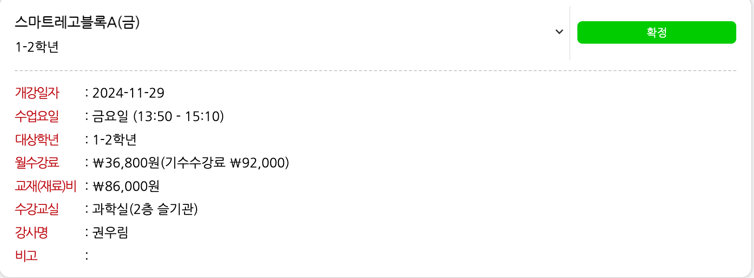 스마트레고블록A(금)
1-2학년
확정
개강일자 : 2024-11-29
수업요일 : 금요일 (13:50 - 15:10)
대상학년 : 1-2학년
월수강료 : ₩36,800원(기수수강료 ₩92,000)
교재(재료)비 : ₩86,000원
수강교실 : 과학실(2층 슬기관)
강사명 : 권우림
비고 :